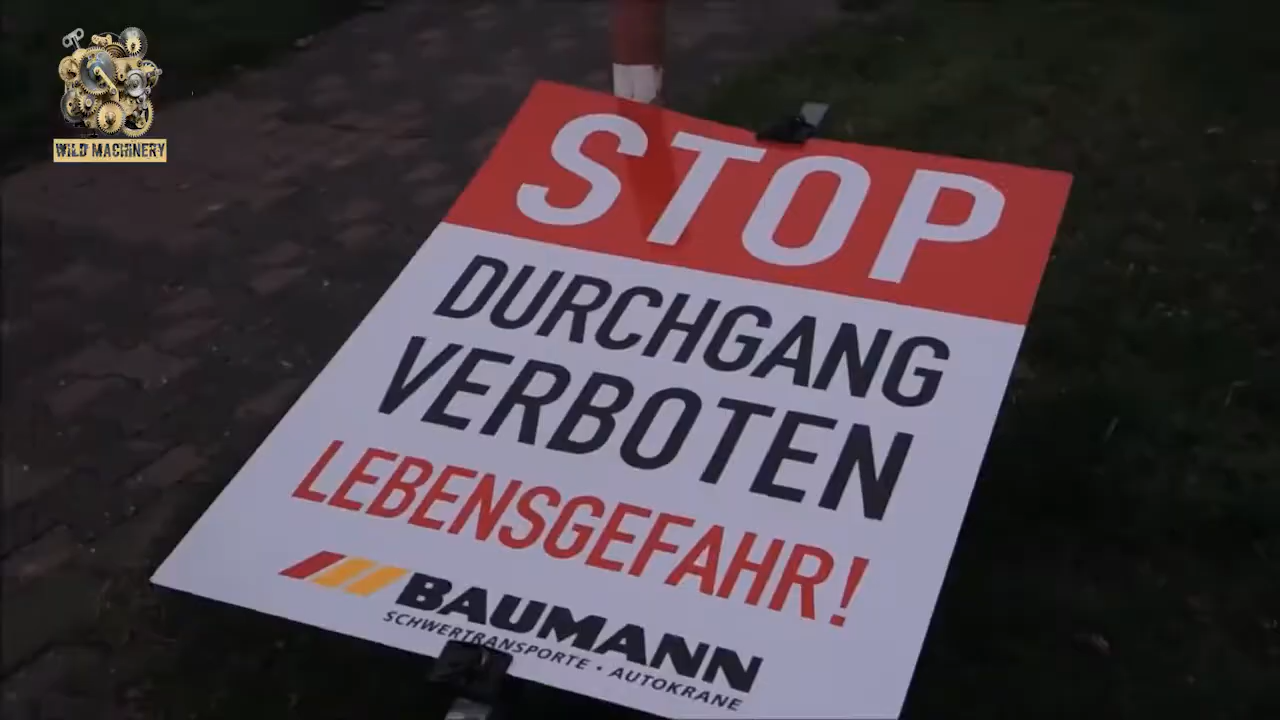 WILD MACHINERY
STOP
DURCHGANG
VERBOTEN
LEBENSGEFAHR!
BAUMANN
SCHWERTRANSPORTE · AUTOKRANE